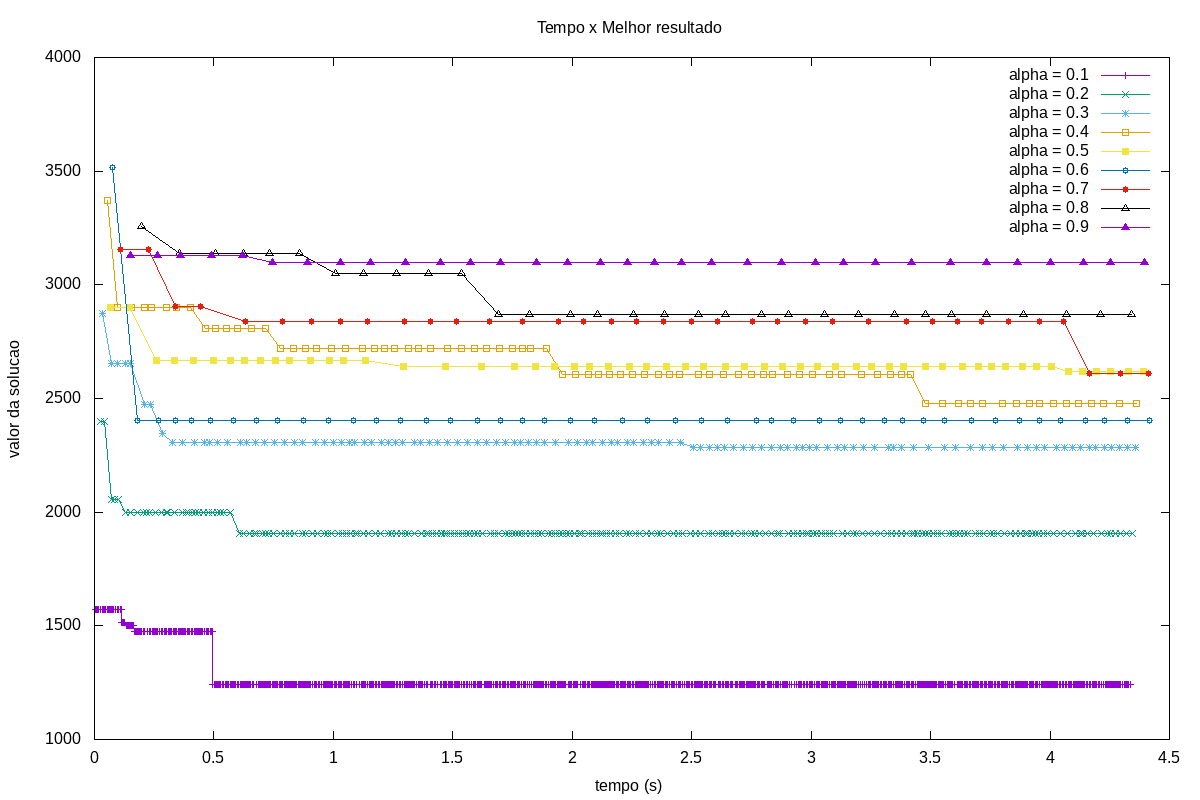 Tempo x Melhor resultado
valor da solucao
4000
3500
3000
2500
2000
1500
1000
0
0.5
1
1.5
2
2.5
3
3.5
4
4.5
tempo (s)
alpha = 0.1
alpha = 0.2
alpha = 0.3
alpha = 0.4
alpha = 0.5
alpha = 0.6
alpha = 0.7
alpha = 0.8
alpha = 0.9